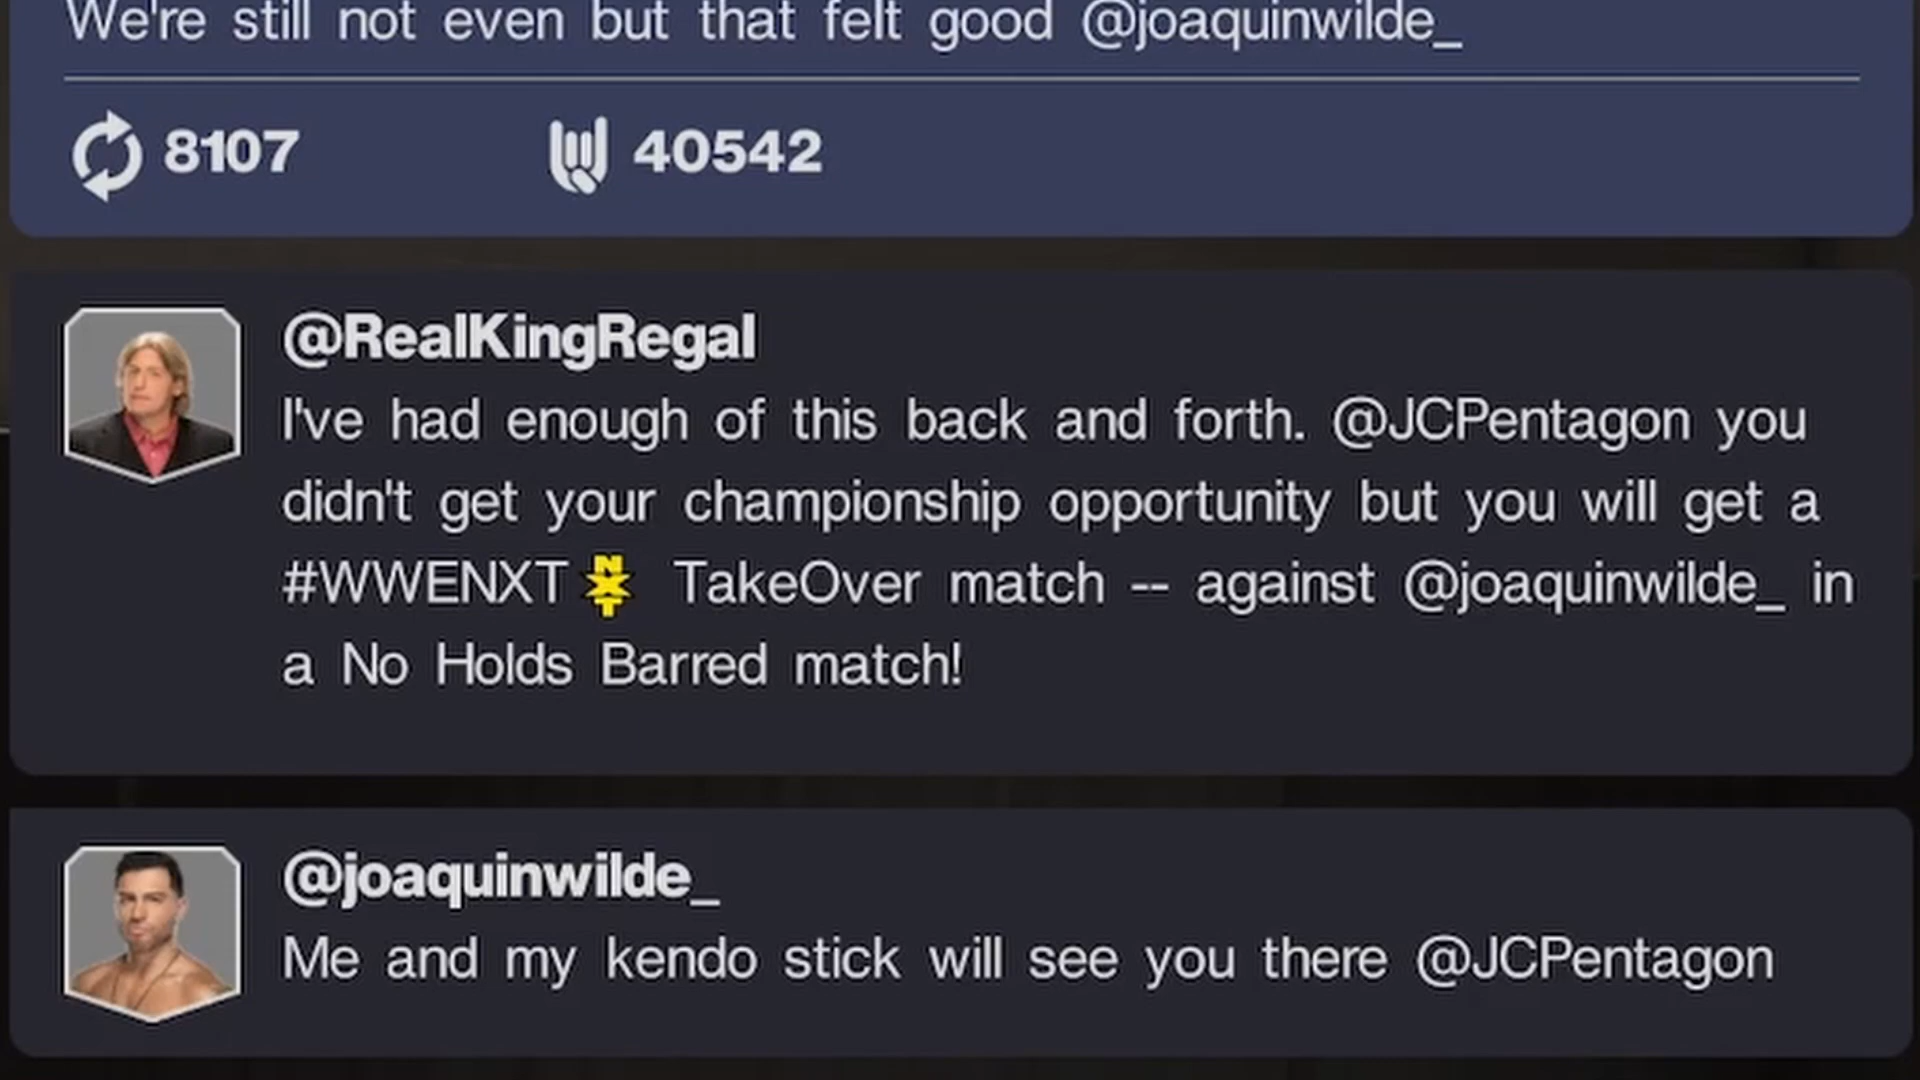 We're still not even but that felt good @joaquinwilde_
8107 40542
@RealKingRegal
I've had enough of this back and forth. @JCPentagon you
didn't get your championship opportunity but you will get a
#WWENXT NXT TakeOver match -- against @joaquinwilde_ in
a No Holds Barred match!
@joaquinwilde_
Me and my kendo stick will see you there @JCPentagon